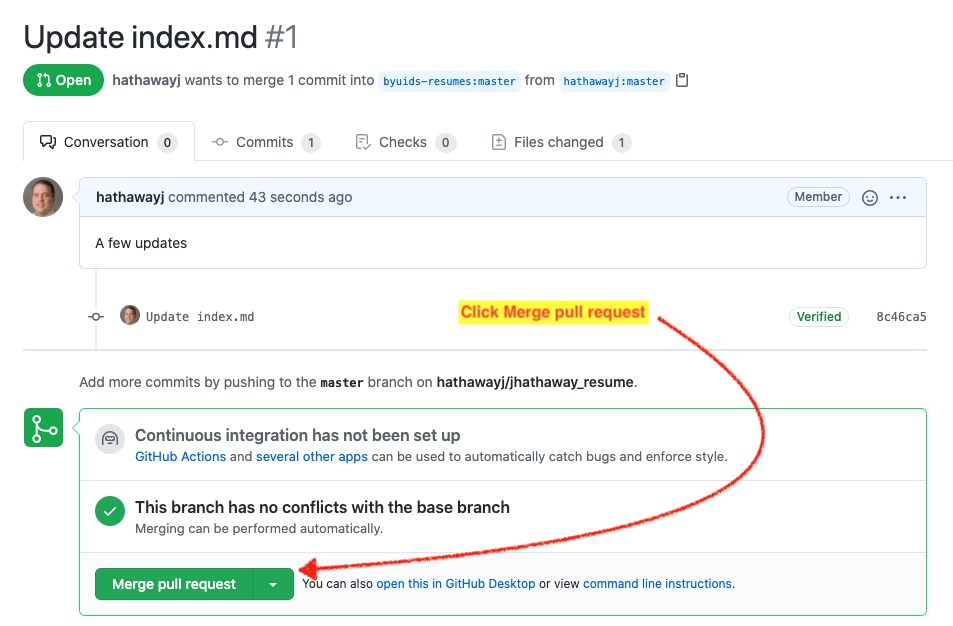 Update index.md #1
Open hathawayj wants to merge 1 commit into byuids-resumes:master from hathawayj:master
Conversation 0 Commits 1 Checks 0 Files changed 1
hathawayj commented 43 seconds ago Member
A few updates
Click Merge pull request
Update index.md Verified 8c46ca5
Add more commits by pushing to the master branch on hathawayj/jhathaway_resume.
Continuous integration has not been set up
GitHub Actions and several other apps can be used to automatically catch bugs and enforce style.
This branch has no conflicts with the base branch
Merging can be performed automatically.
Merge pull request You can also open this in GitHub Desktop or view command line instructions.